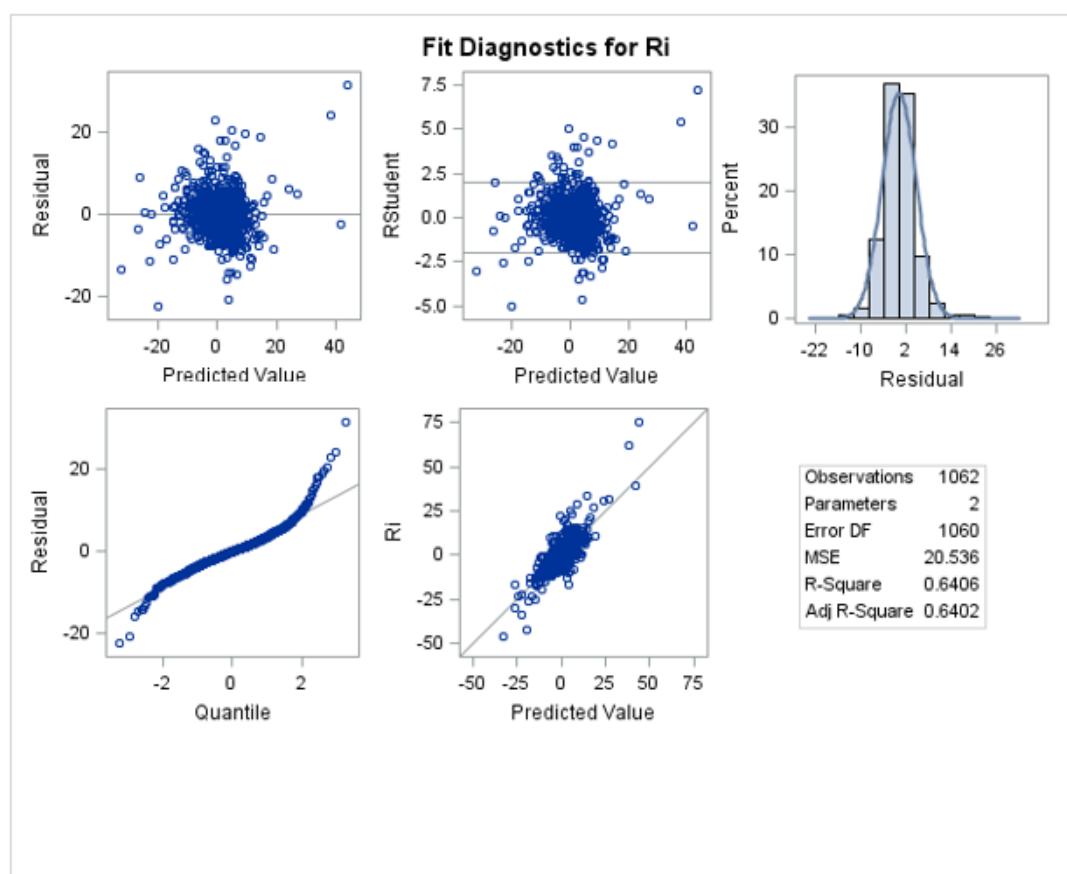 Fit Diagnostics for Ri
Residual
20
0
-20
-20 0 20 40
Predicted Value
RStudent
7.5
5.0
2.5
0.0
-2.5
-5.0
-20 0 20 40
Predicted Value
Percent
30
20
10
0
-22 -10 2 14 26
Residual
Residual
20
0
-20
-2 0 2
Quantile
Ri
75
50
25
0
-25
-50
-50 -25 0 25 50 75
Predicted Value
Observations 1062
Parameters 2
Error DF 1060
MSE 20.536
R-Square 0.6406
Adj R-Square 0.6402